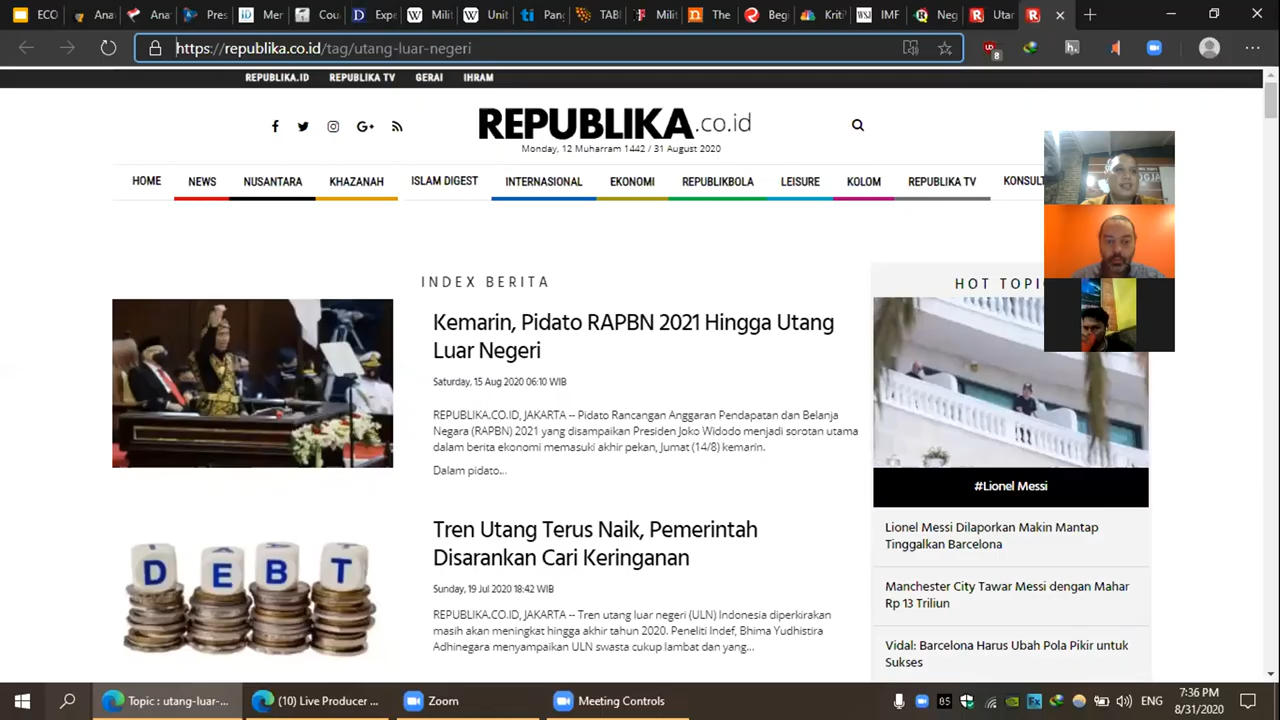 ECO
Ana
Ana
Pres
Mer
Cou
Expe
Milit
Unit
Pang
TAB
Milit
The
Begi
Krit
IMF
Neg
Utar
https://republika.co.id/tag/utang-luar-negeri
8
REPUBLIKA.ID REPUBLIKA TV GERAI IHRAM
REPUBLIKA.co.id
Monday, 12 Muharram 1442 / 31 August 2020
HOME NEWS NUSANTARA KHAZANAH ISLAM DIGEST INTERNASIONAL EKONOMI REPUBLIKBOLA LEISURE KOLOM REPUBLIKA TV KONSULT
INDEX BERITA
Kemarin, Pidato RAPBN 2021 Hingga Utang
Luar Negeri
Saturday, 15 Aug 2020 06:10 WIB
REPUBLIKA.CO.ID, JAKARTA -- Pidato Rancangan Anggaran Pendapatan dan Belanja
Negara (RAPBN) 2021 yang disampaikan Presiden Joko Widodo menjadi sorotan utama
dalam berita ekonomi memasuki akhir pekan, Jumat (14/8) kemarin.
Dalam pidato...
DEBT
Tren Utang Terus Naik, Pemerintah
Disarankan Cari Keringanan
Sunday, 19 Jul 2020 18:42 WIB
REPUBLIKA.CO.ID, JAKARTA -- Tren utang luar negeri (ULN) Indonesia diperkirakan
masih akan meningkat hingga akhir tahun 2020. Peneliti Indef, Bhima Yudhistira
Adhinegara menyampaikan ULN swasta cukup lambat dan yang...
HOT TOPI
#Lionel Messi
Lionel Messi Dilaporkan Makin Mantap
Tinggalkan Barcelona
Manchester City Tawar Messi dengan Mahar
Rp 13 Triliun
Vidal: Barcelona Harus Ubah Pola Pikir untuk
Sukses
Topic : utang-luar-...
(10) Live Producer ...
Zoom
Meeting Controls
85
ENG
7:36 PM
8/31/2020